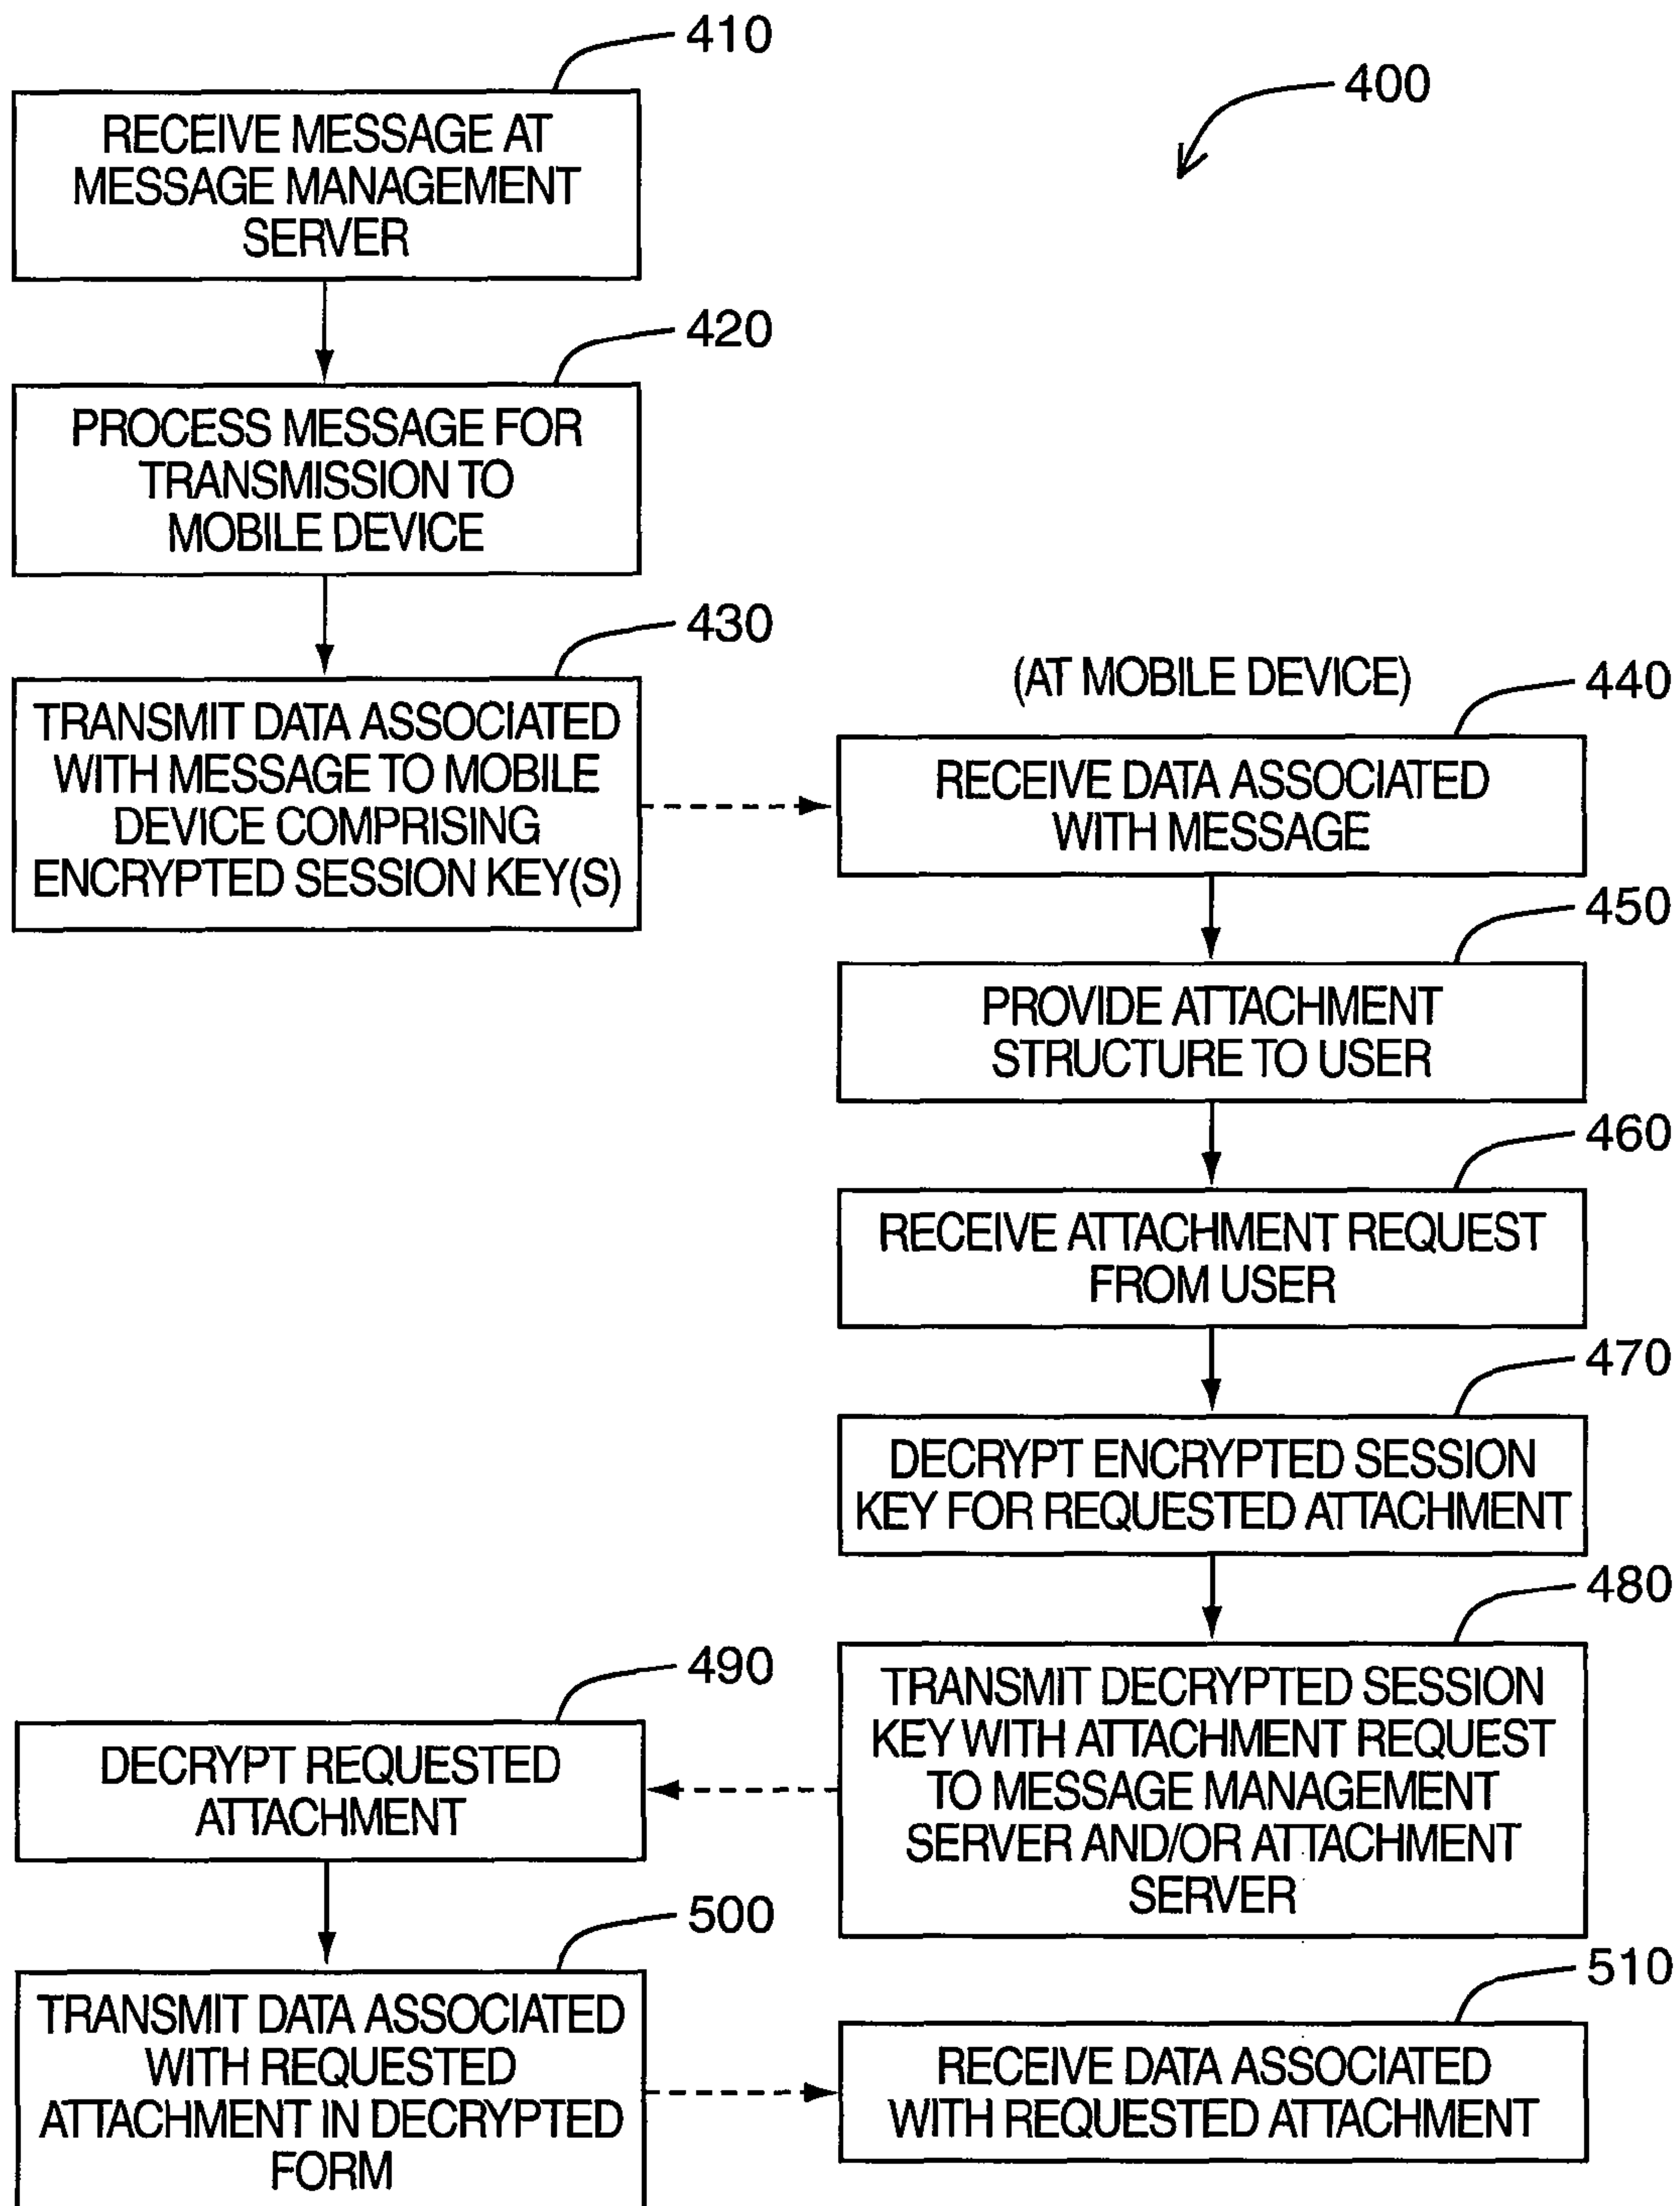 410
400
RECEIVE MESSAGE AT
MESSAGE MANAGEMENT
SERVER
420
PROCESS MESSAGE FOR
TRANSMISSION TO
MOBILE DEVICE
430
TRANSMIT DATA ASSOCIATED
WITH MESSAGE TO MOBILE
DEVICE COMPRISING
ENCRYPTED SESSION KEY(S)
(AT MOBILE DEVICE)
440
RECEIVE DATA ASSOCIATED
WITH MESSAGE
450
PROVIDE ATTACHMENT
STRUCTURE TO USER
460
RECEIVE ATTACHMENT REQUEST
FROM USER
470
DECRYPT ENCRYPTED SESSION
KEY FOR REQUESTED ATTACHMENT
480
TRANSMIT DECRYPTED SESSION
KEY WITH ATTACHMENT REQUEST
TO MESSAGE MANAGEMENT
SERVER AND/OR ATTACHMENT
SERVER
490
DECRYPT REQUESTED
ATTACHMENT
500
TRANSMIT DATA ASSOCIATED
WITH REQUESTED
ATTACHMENT IN DECRYPTED
FORM
510
RECEIVE DATA ASSOCIATED
WITH REQUESTED ATTACHMENT